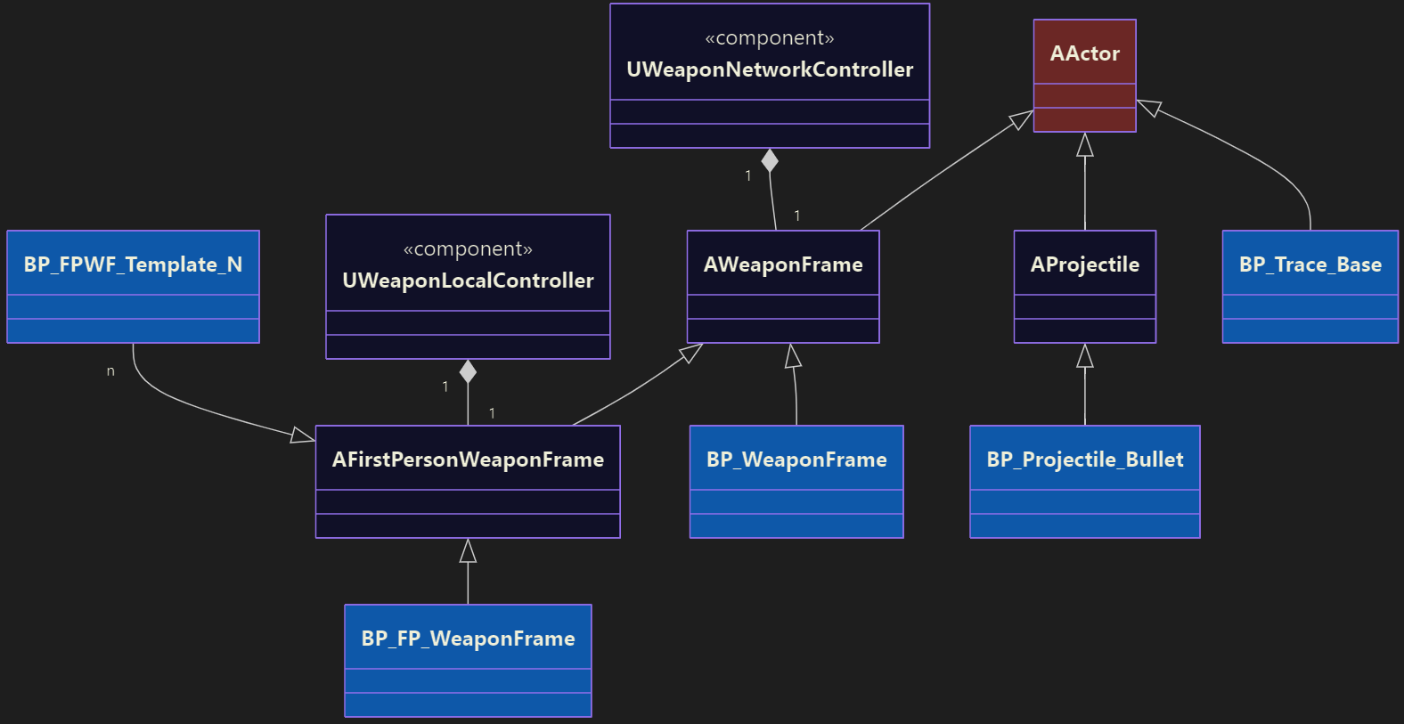 «component»
UWeaponNetworkController
AActor
1
1
BP_FPWF_Template_N
«component»
UWeaponLocalController
AWeaponFrame
AProjectile
BP_Trace_Base
n
1
1
AFirstPersonWeaponFrame
BP_WeaponFrame
BP_Projectile_Bullet
BP_FP_WeaponFrame